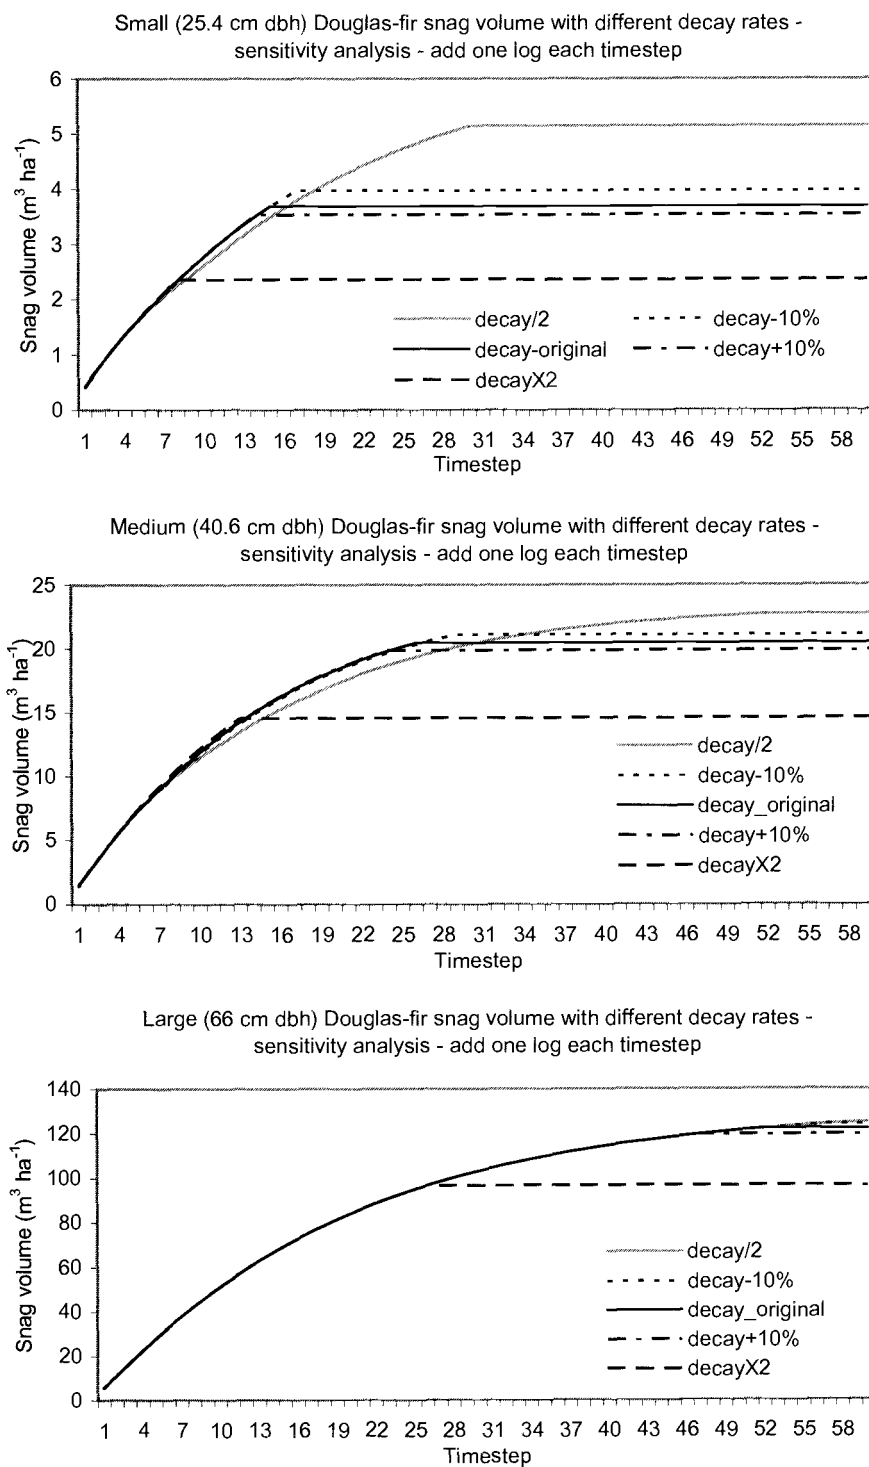 Small (25.4 cm dbh) Douglas-fir snag volume with different decay rates -
sensitivity analysis - add one log each timestep
Snag volume (m³ ha⁻¹)
6
5
4
3
2
1
0
decay/2
decay-10%
decay-original
decay+10%
decayX2
1 4 7 10 13 16 19 22 25 28 31 34 37 40 43 46 49 52 55 58
Timestep
Medium (40.6 cm dbh) Douglas-fir snag volume with different decay rates -
sensitivity analysis - add one log each timestep
Snag volume (m³ ha⁻¹)
25
20
15
10
5
0
decay/2
decay-10%
decay_original
decay+10%
decayX2
1 4 7 10 13 16 19 22 25 28 31 34 37 40 43 46 49 52 55 58
Timestep
Large (66 cm dbh) Douglas-fir snag volume with different decay rates -
sensitivity analysis - add one log each timestep
Snag volume (m³ ha⁻¹)
140
120
100
80
60
40
20
0
decay/2
decay-10%
decay_original
decay+10%
decayX2
1 4 7 10 13 16 19 22 25 28 31 34 37 40 43 46 49 52 55 58
Timestep